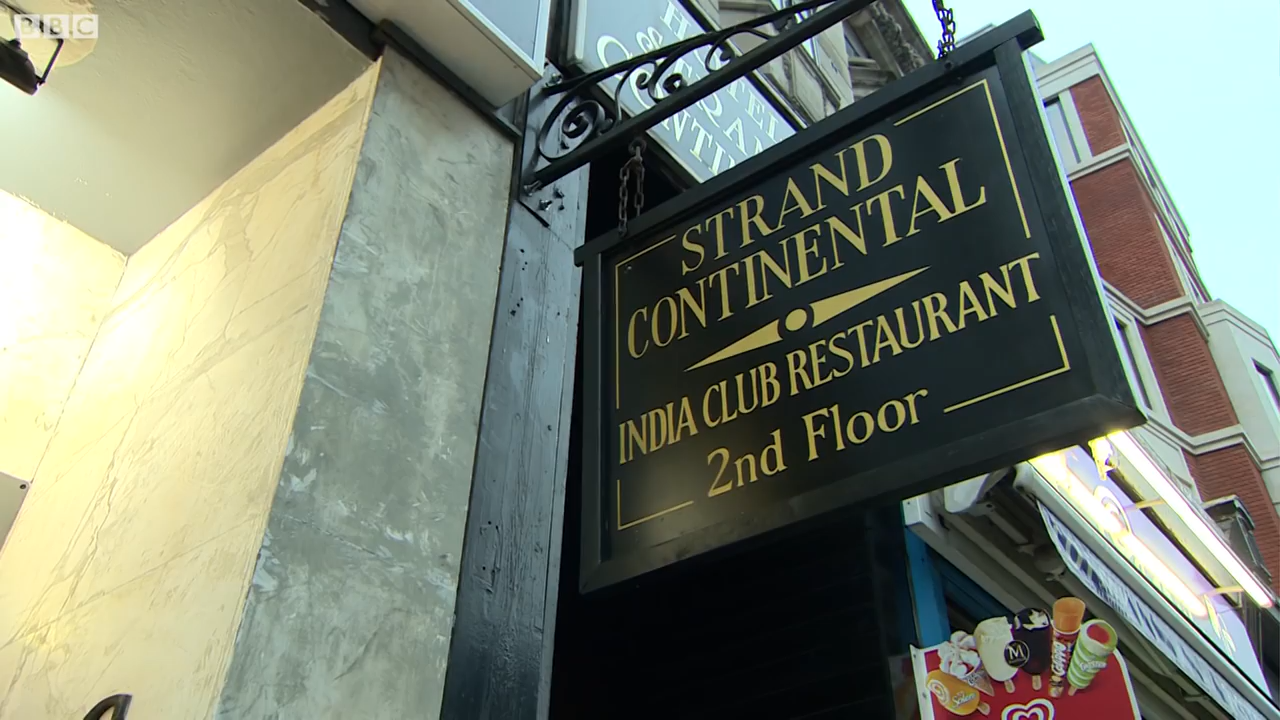 BBC
STRAND
CONTINENTAL
INDIA CLUB RESTAURANT
2nd Floor
M